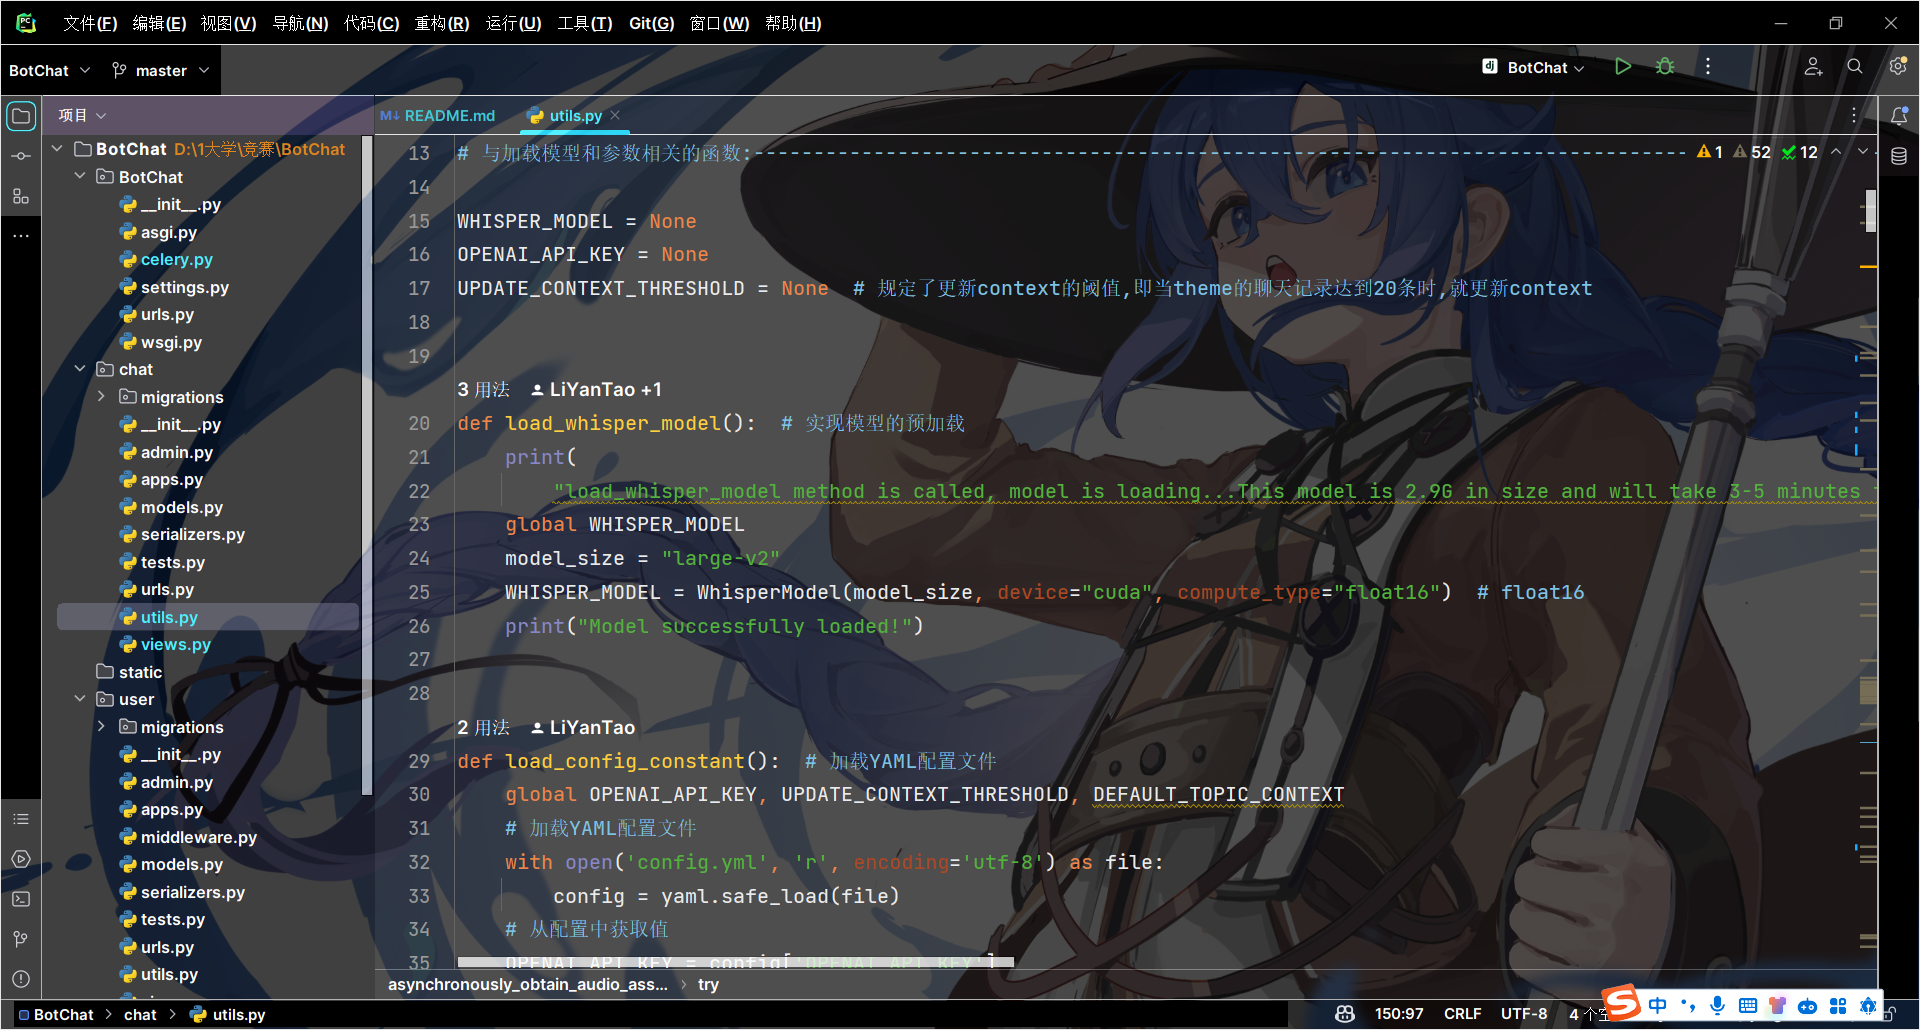 文件(F) 编辑(E) 视图(V) 导航(N) 代码(C) 重构(R) 运行(U) 工具(T) Git(G) 窗口(W) 帮助(H)
BotChat master BotChat
项目
README.md utils.py
BotChat D:\1大学\竞赛\BotChat
BotChat
__init__.py
asgi.py
celery.py
settings.py
urls.py
wsgi.py
chat
migrations
__init__.py
admin.py
apps.py
models.py
serializers.py
tests.py
urls.py
utils.py
views.py
static
user
migrations
__init__.py
admin.py
apps.py
middleware.py
models.py
serializers.py
tests.py
urls.py
utils.py
1 52 12
13 # 与加载模型和参数相关的函数:------------------------------------------------------------------------------
14
15 WHISPER_MODEL = None
16 OPENAI_API_KEY = None
17 UPDATE_CONTEXT_THRESHOLD = None  # 规定了更新context的阈值,即当theme的聊天记录达到20条时,就更新context
18
19
3 用法 LiYanTao +1
20 def load_whisper_model():  # 实现模型的预加载
21     print(
22         "load_whisper_model method is called, model is loading...This model is 2.9G in size and will take 3-5 minutes
23     global WHISPER_MODEL
24     model_size = "large-v2"
25     WHISPER_MODEL = WhisperModel(model_size, device="cuda", compute_type="float16")  # float16
26     print("Model successfully loaded!")
27
28
2 用法 LiYanTao
29 def load_config_constant():  # 加载YAML配置文件
30     global OPENAI_API_KEY, UPDATE_CONTEXT_THRESHOLD, DEFAULT_TOPIC_CONTEXT
31     # 加载YAML配置文件
32     with open('config.yml', 'r', encoding='utf-8') as file:
33         config = yaml.safe_load(file)
34     # 从配置中获取值
35     OPENAI_API_KEY = config['OPENAI_API_KEY']
asynchronously_obtain_audio_ass... > try
BotChat > chat > utils.py 150:97 CRLF UTF-8 4 个 中